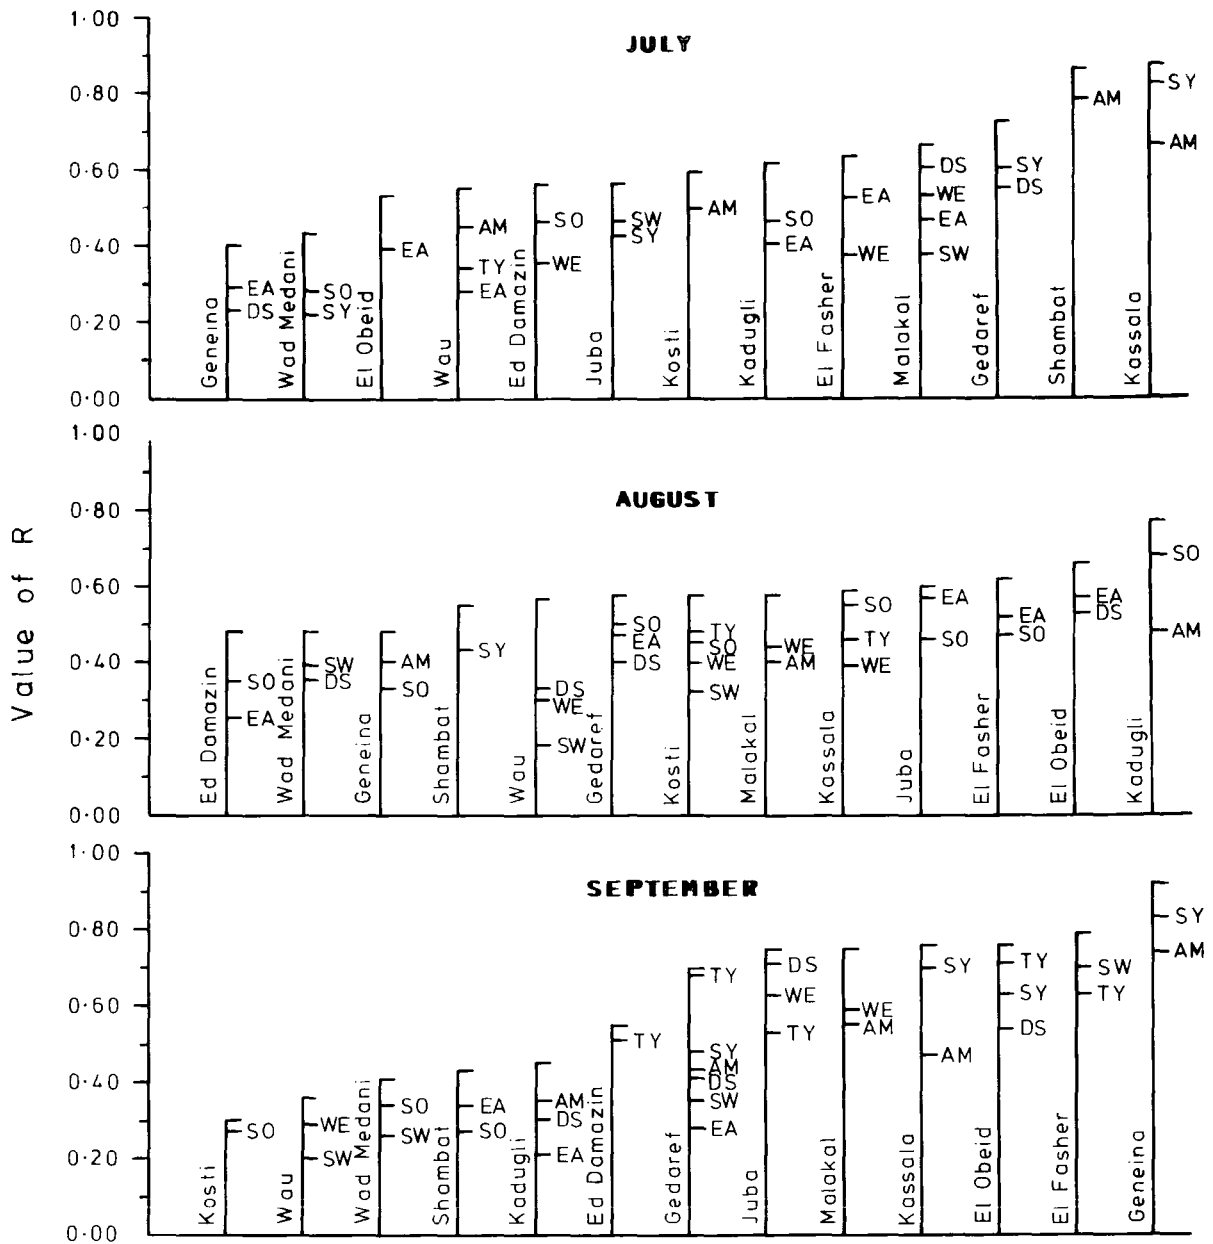 Value of R
JULY
1·00
0·80
0·60
0·40
0·20
0·00
Geneina
EA
DS
Wad Medani
SO
SY
El Obeid
EA
Wau
AM
TY
EA
Ed Damazin
SO
WE
Juba
SW
SY
Kosti
AM
Kadugli
SO
EA
El Fasher
EA
WE
Malakal
DS
WE
EA
SW
Gedaref
SY
DS
Shambat
AM
Kassala
SY
AM
AUGUST
1·00
0·80
0·60
0·40
0·20
0·00
Ed Damazin
SO
EA
Wad Medani
SW
DS
Geneina
AM
SO
Shambat
SY
Wau
DS
WE
SW
Gedaref
SO
EA
DS
Kosti
TY
SO
WE
SW
Malakal
WE
AM
Kassala
SO
TY
WE
Juba
EA
SO
El Fasher
EA
SO
El Obeid
EA
DS
Kadugli
SO
AM
SEPTEMBER
1·00
0·80
0·60
0·40
0·20
0·00
Kosti
SO
Wau
WE
SW
Wad Medani
SO
SW
Shambat
EA
SO
Kadugli
AM
DS
EA
Ed Damazin
TY
Gedaref
TY
SY
AM
DS
SW
EA
Juba
DS
WE
TY
Malakal
WE
AM
Kassala
SY
AM
El Obeid
TY
SY
DS
El Fasher
SW
TY
Geneina
SY
AM